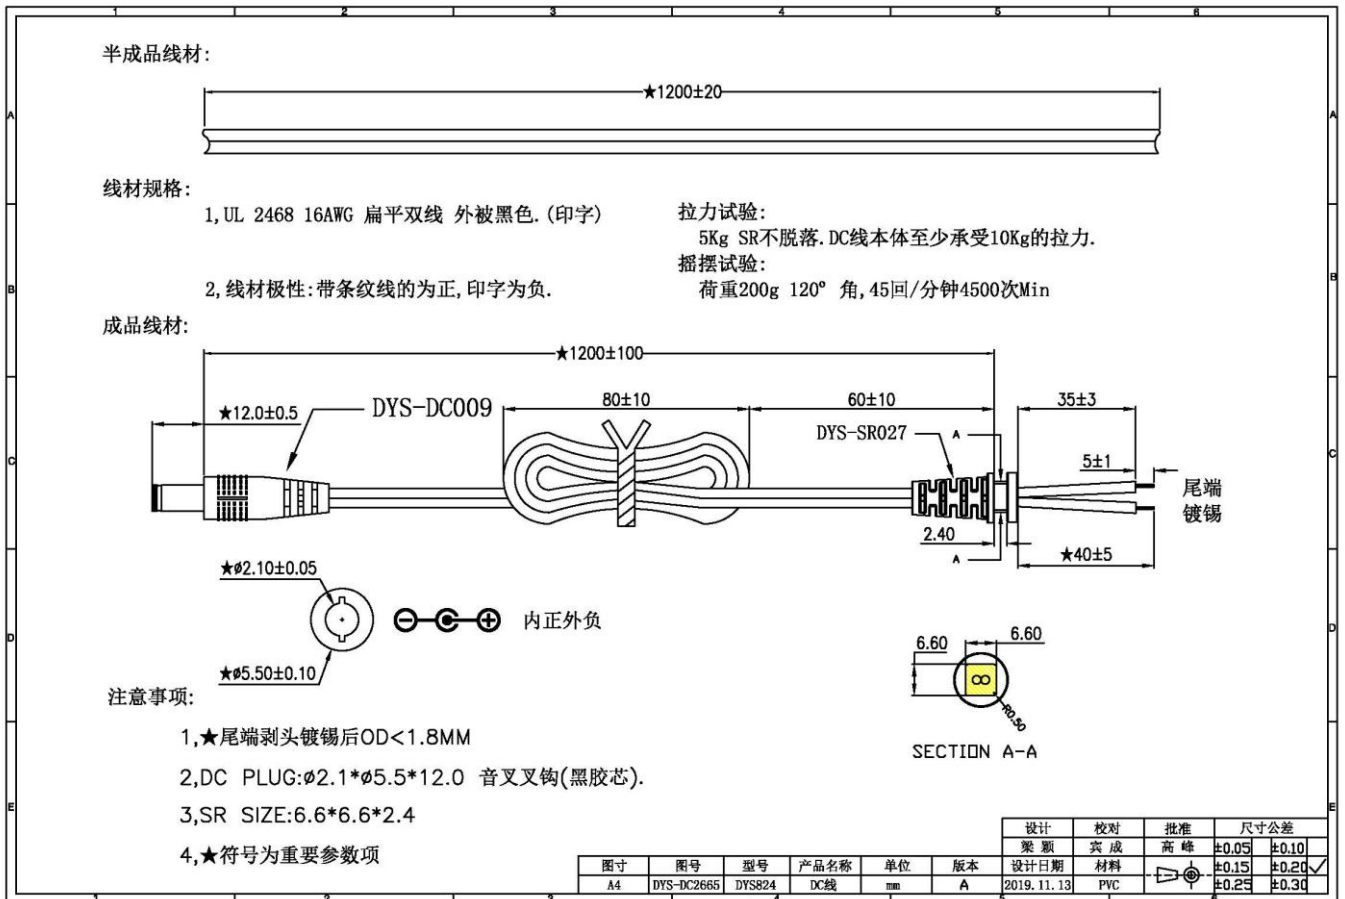 1 2 3 4 5 6
半成品线材:
★1200±20
A A
线材规格:
1,UL 2468 16AWG 扁平双线 外被黑色.(印字)
拉力试验:
5Kg SR不脱落.DC线本体至少承受10Kg的拉力.
摇摆试验:
B B
2,线材极性:带条纹线的为正,印字为负.
荷重200g 120° 角,45回/分钟4500次Min
成品线材:
★1200±100
★12.0±0.5
DYS-DC009
80±10
60±10
35±3
DYS-SR027
A
5±1
C C
尾端
镀锡
2.40
A
★40±5
★ø2.10±0.05
内正外负
D D
★ø5.50±0.10
6.60
6.60
R0.50
SECTION A-A
注意事项:
1,★尾端剥头镀锡后OD<1.8MM
2,DC PLUG:ø2.1*ø5.5*12.0 音叉叉钩(黑胶芯).
3,SR SIZE:6.6*6.6*2.4
4,★符号为重要参数项
E E
设计 校对 批准 尺寸公差
梁 颢 宾 成 高 峰 ±0.05 ±0.10
图寸 图号 型号 产品名称 单位 版本 设计日期 材料 ±0.15 ±0.20
A4 DYS-DC2665 DYS824 DC线 mm A 2019.11.13 PVC ±0.25 ±0.30
1 2 3 4 5 6